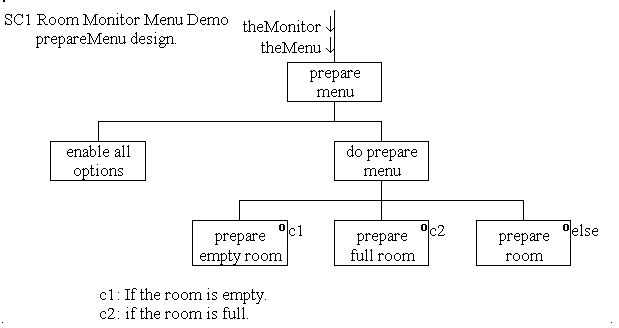 SC1 Room Monitor Menu Demo
prepareMenu design.
theMonitor
theMenu
prepare
menu
enable all
options
do prepare
menu
prepare
empty room
o c1
prepare
full room
o c2
prepare
room
o else
c1: If the room is empty.
c2: if the room is full.